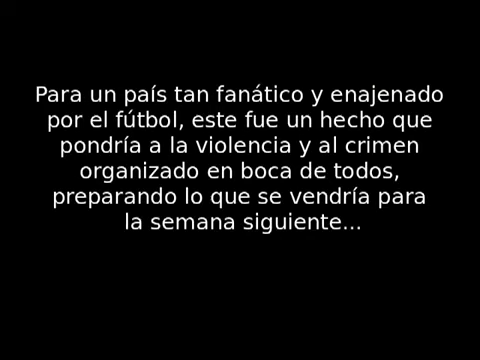 Para un país tan fanático y enajenado
por el fútbol, este fue un hecho que
pondría a la violencia y al crimen
organizado en boca de todos,
preparando lo que se vendría para
la semana siguiente...